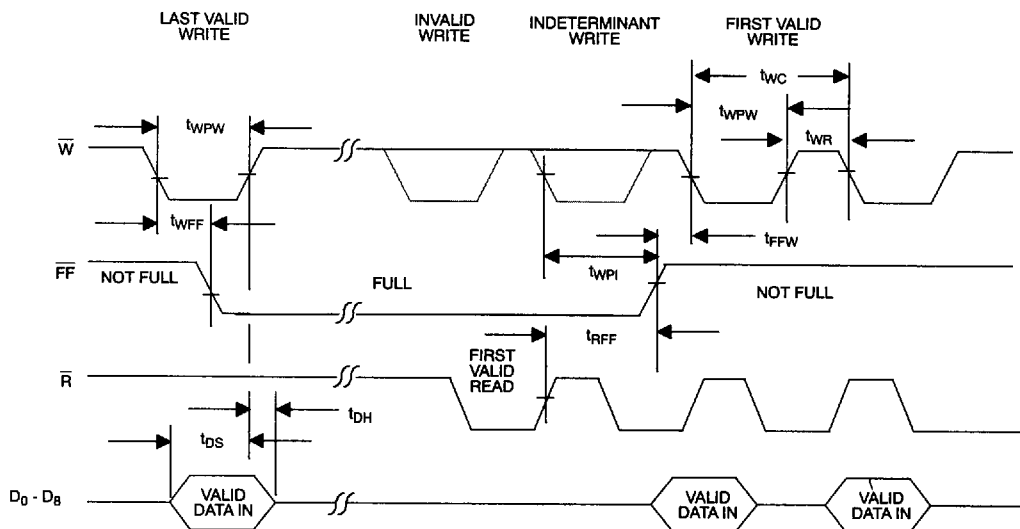 LAST VALID
WRITE
INVALID
WRITE
INDETERMINANT
WRITE
FIRST VALID
WRITE
tWC
tWPW
tWPW
tWR
W
tWFF
tFFW
FF
NOT FULL
FULL
tWPI
NOT FULL
tRFF
FIRST
VALID
READ
R
tDH
tDS
D0 - D8
VALID
DATA IN
VALID
DATA IN
VALID
DATA IN